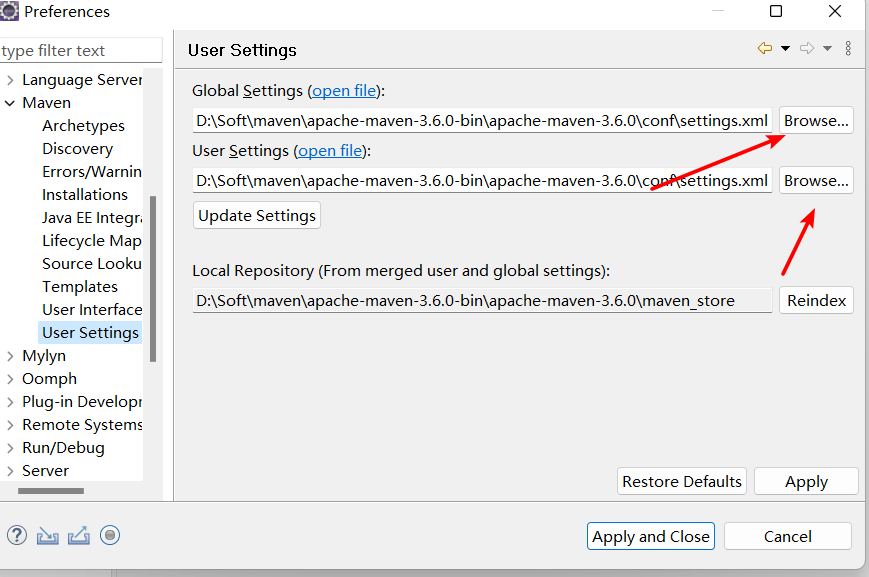 Preferences
type filter text
User Settings
Language Server
Maven
Archetypes
Discovery
Errors/Warnin
Installations
Java EE Integra
Lifecycle Map
Source Looku
Templates
User Interface
User Settings
Mylyn
Oomph
Plug-in Developr
Remote Systems
Run/Debug
Server
Global Settings (open file):
D:\Soft\maven\apache-maven-3.6.0-bin\apache-maven-3.6.0\conf\settings.xml
Browse...
User Settings (open file):
D:\Soft\maven\apache-maven-3.6.0-bin\apache-maven-3.6.0\conf\settings.xml
Browse...
Update Settings
Local Repository (From merged user and global settings):
D:\Soft\maven\apache-maven-3.6.0-bin\apache-maven-3.6.0\maven_store
Reindex
Restore Defaults
Apply
Apply and Close
Cancel